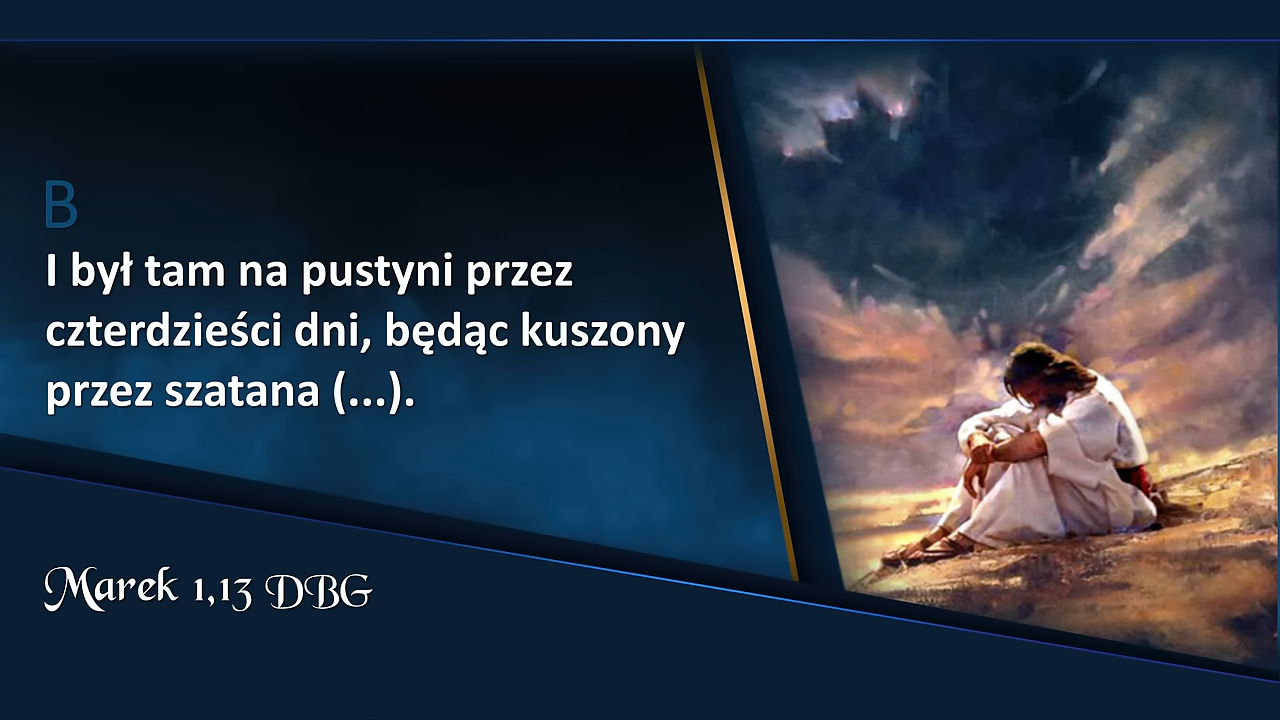 B
I był tam na pustyni przez
czterdzieści dni, będąc kuszony
przez szatana (...).
Marek 1,13 DBG